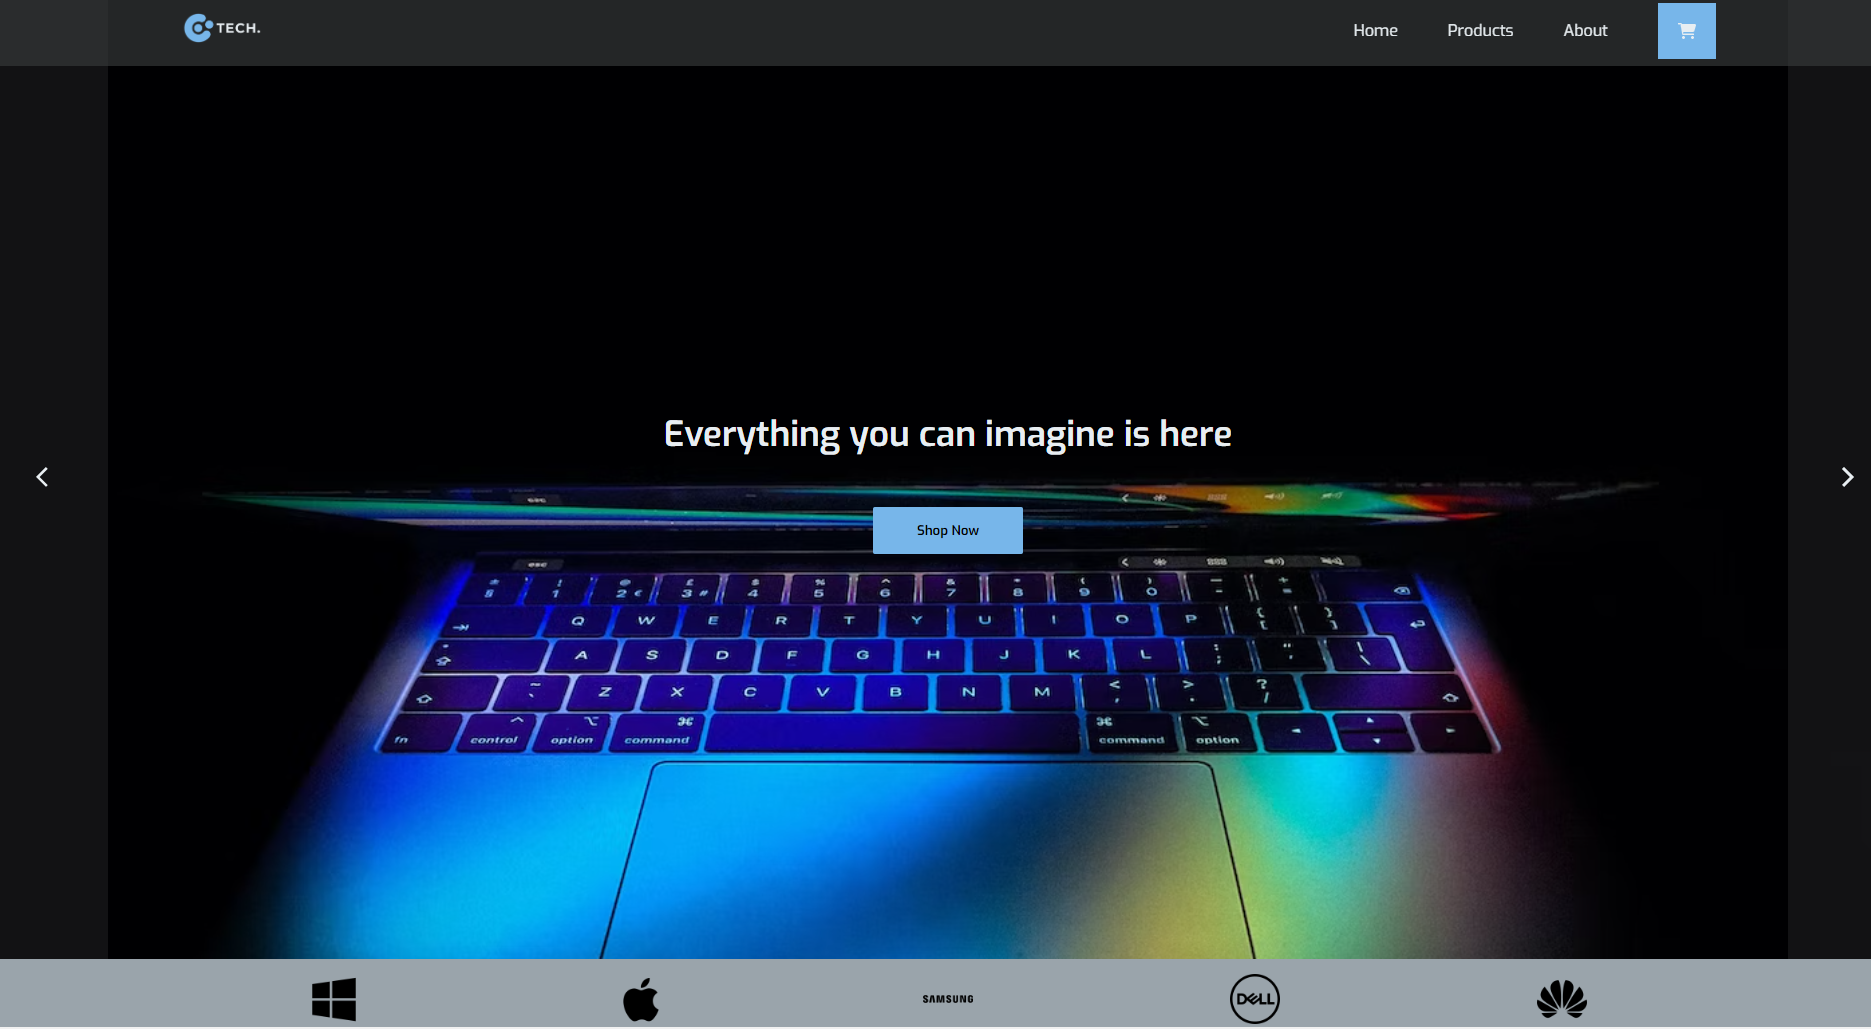 TECH.
Home Products About
Everything you can imagine is here
Shop Now
esc
esc
§ ! 1 @ 2 € £ 3 # $ 4 % 5 ^ 6 & 7 * 8 ( 9 ) 0 — - + =
Q W E R T Y U I O P { [ } ]
A S D F G H J K L : ; " ' | \
~ ` Z X C V B N M < , > . ? /
fn control option command command option
SAMSUNG
DELL